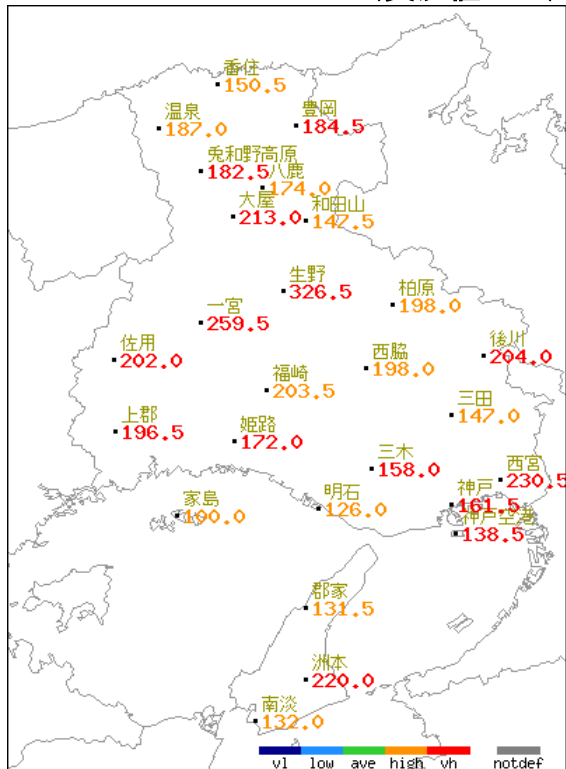 香住
150.5
温泉
187.0
豊岡
184.5
兎和野高原
182.5
八鹿
174.0
大屋
213.0
和田山
147.5
生野
326.5
柏原
198.0
一宮
259.5
佐用
202.0
後川
204.0
西脇
198.0
福崎
203.5
三田
147.0
上郡
196.5
姫路
172.0
三木
158.0
西宮
230.5
家島
明石
126.0
神戸
161.5
神戸空港
138.5
郡家
131.5
洲本
220.0
南淡
132.0
vl low ave high vh notdef